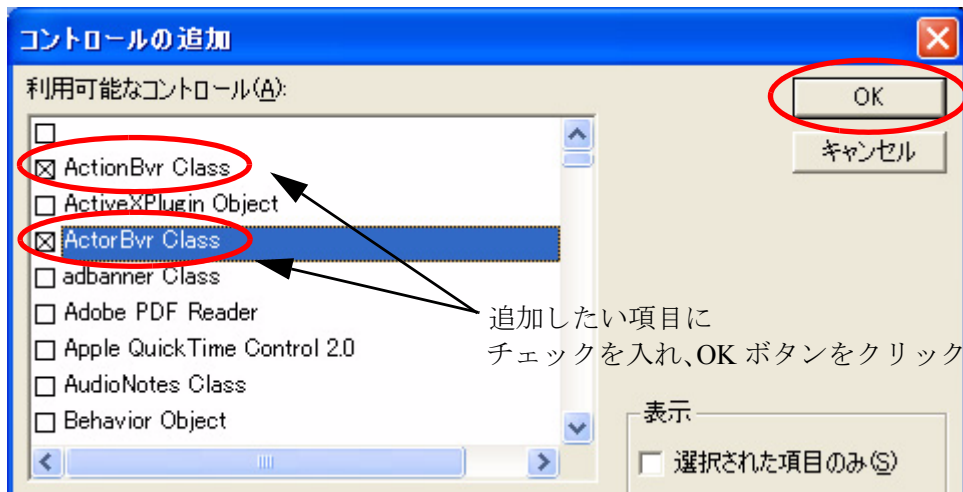 コントロールの追加
利用可能なコントロール(A):
OK
キャンセル
ActionBvr Class
ActiveXPlugin Object
ActorBvr Class
adbanner Class
Adobe PDF Reader
Apple QuickTime Control 2.0
AudioNotes Class
Behavior Object
追加したい項目に
チェックを入れ、OK ボタンをクリック
表示
選択された項目のみ(S)